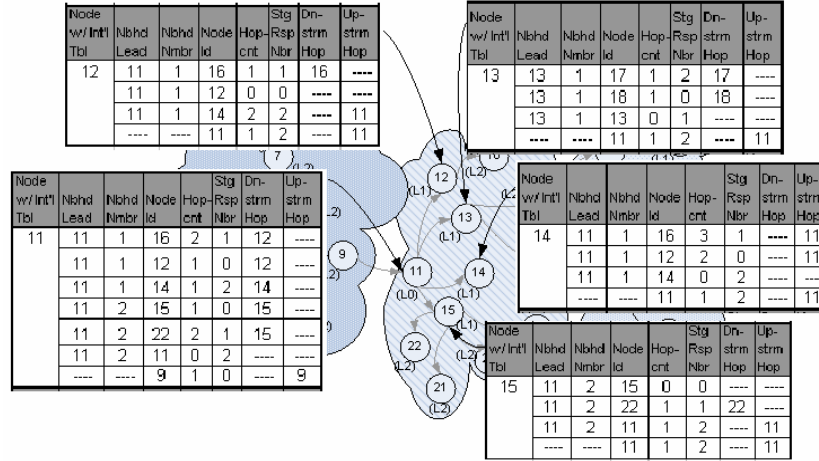 Node w/ Int'l Tbl Nbhd Lead Nbhd Nmbr Node Id Hop-cnt Stg Rsp Nbr Dn-strm Hop Up-strm Hop
12 11 1 16 1 1 16 ----
11 1 12 0 0 ---- ----
11 1 14 2 2 ---- 11
---- ---- 11 1 2 ---- 11
Node w/ Int'l Tbl Nbhd Lead Nbhd Nmbr Node Id Hop-cnt Stg Rsp Nbr Dn-strm Hop Up-strm Hop
13 13 1 17 1 2 17 ----
13 1 18 1 0 18 ----
13 1 13 0 1 ---- ----
---- ---- 11 1 2 ---- 11
7
(L2)
12
(L1)
(L2)
13
(L1)
9
11
(L0)
14
(L1)
15
(L1)
22
(L2)
(L2)
21
(L2)
Node w/ Int'l Tbl Nbhd Lead Nbhd Nmbr Node Id Hop-cnt Stg Rsp Nbr Dn-strm Hop Up-strm Hop
11 11 1 16 2 1 12 ----
11 1 12 1 0 12 ----
11 1 14 1 2 14 ----
11 2 15 1 0 15 ----
11 2 22 2 1 15 ----
11 2 11 0 2 ---- ----
---- ---- 9 1 0 ---- 9
Node w/ Int'l Tbl Nbhd Lead Nbhd Nmbr Node Id Hop-cnt Stg Rsp Nbr Dn-strm Hop Up-strm Hop
14 11 1 16 3 1 ---- 11
11 1 12 2 0 ---- 11
11 1 14 0 2 ---- ----
---- ---- 11 1 2 ---- 11
Node w/ Int'l Tbl Nbhd Lead Nbhd Nmbr Node Id Hop-cnt Stg Rsp Nbr Dn-strm Hop Up-strm Hop
15 11 2 15 0 0 ---- ----
11 2 22 1 1 22 ----
11 2 11 1 2 ---- 11
---- ---- 11 1 2 ---- 11